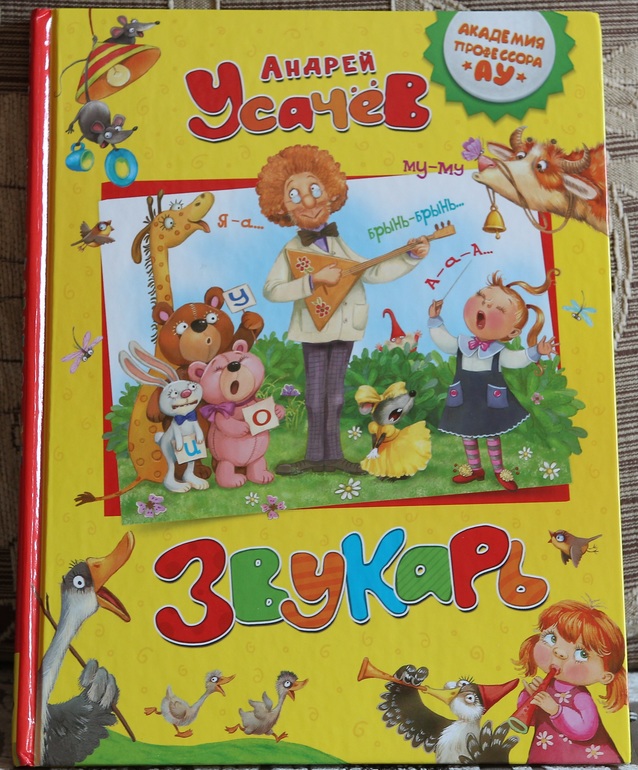 Андрей
Усачёв
АКАДЕМИЯ
ПРОФЕССОРА
АУ
му-му
Я-а...
брынь-брынь...
А-а-А...
У
О
И
Звукарь